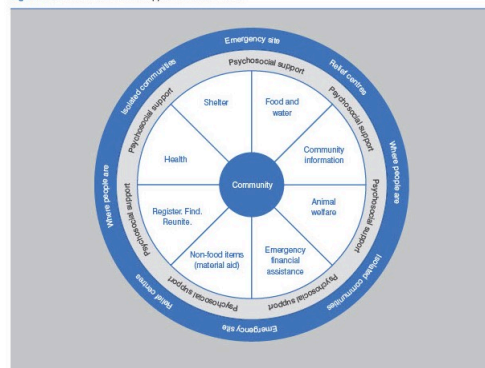 Emergency site
Relief centres
Where people are
Isolated communities
Emergency site
Relief centres
Where people are
Isolated communities
Psychosocial support
Psychosocial support
Psychosocial support
Psychosocial support
Psychosocial support
Psychosocial support
Psychosocial support
Shelter
Food and
water
Community
information
Animal
welfare
Emergency
financial
assistance
Non-food items
(material aid)
Register. Find.
Reunite.
Health
Community